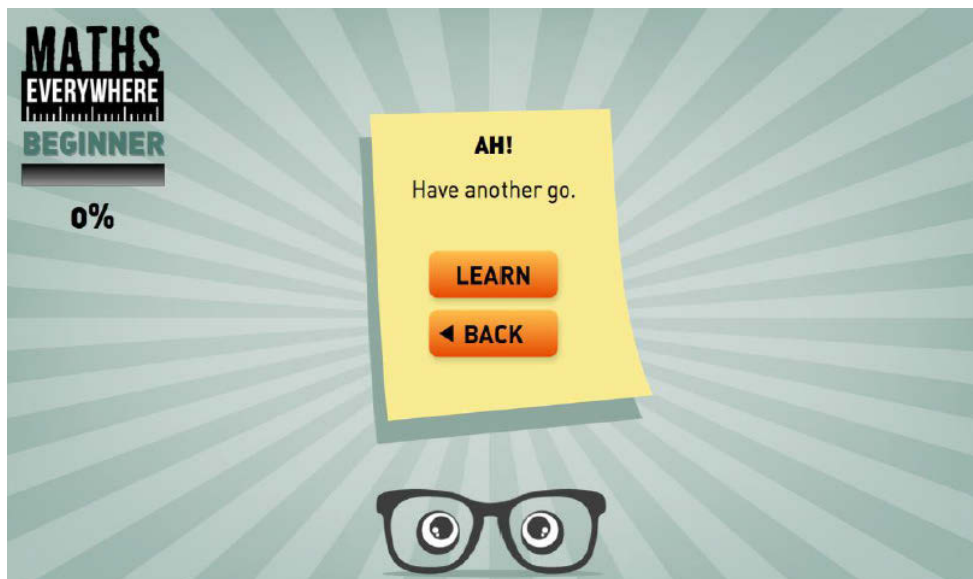 MATHS
EVERYWHERE
BEGINNER
0%
AH!
Have another go.
LEARN
BACK